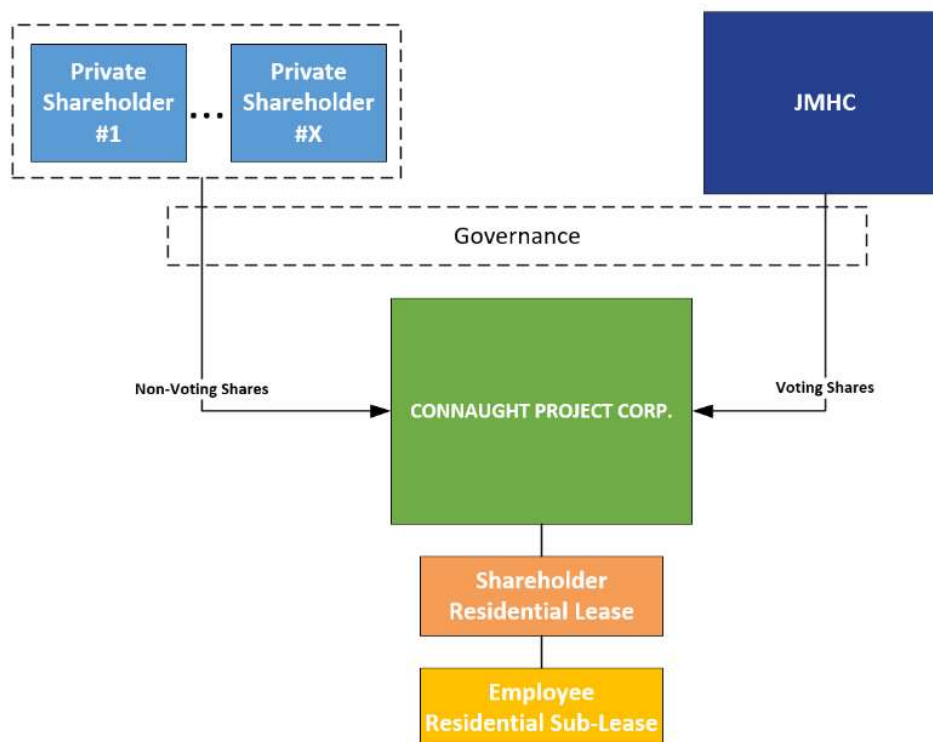 Private
Shareholder
#1
...
Private
Shareholder
#X
JMHC
Governance
Non-Voting Shares
Voting Shares
CONNAUGHT PROJECT CORP.
Shareholder
Residential Lease
Employee
Residential Sub-Lease